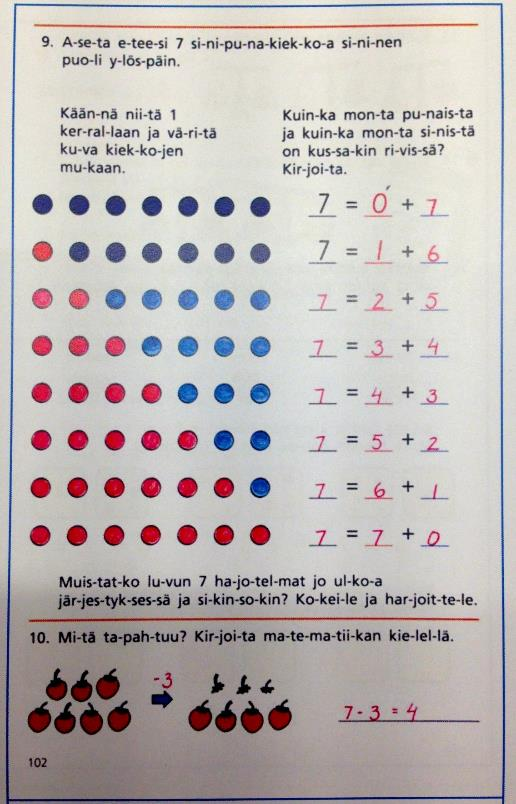 9. A-se-ta e-tee-si 7 si-ni-pu-na-kiek-ko-a si-ni-nen
puo-li y-lös-päin.
Kään-nä nii-tä 1
ker-ral-laan ja vä-ri-tä
ku-va kiek-ko-jen
mu-kaan.
Kuin-ka mon-ta pu-nais-ta
ja kuin-ka mon-ta si-nis-tä
on kus-sa-kin ri-vis-sä?
Kir-joi-ta.
7 = 0 + 7
7 = 1 + 6
7 = 2 + 5
7 = 3 + 4
7 = 4 + 3
7 = 5 + 2
7 = 6 + 1
7 = 7 + 0
Muis-tat-ko lu-vun 7 ha-jo-tel-mat jo ul-ko-a
jär-jes-tyk-ses-sä ja si-kin-so-kin? Ko-kei-le ja har-joit-te-le.
10. Mi-tä ta-pah-tuu? Kir-joi-ta ma-te-ma-tii-kan kie-lel-lä.
-3
7-3 = 4
102